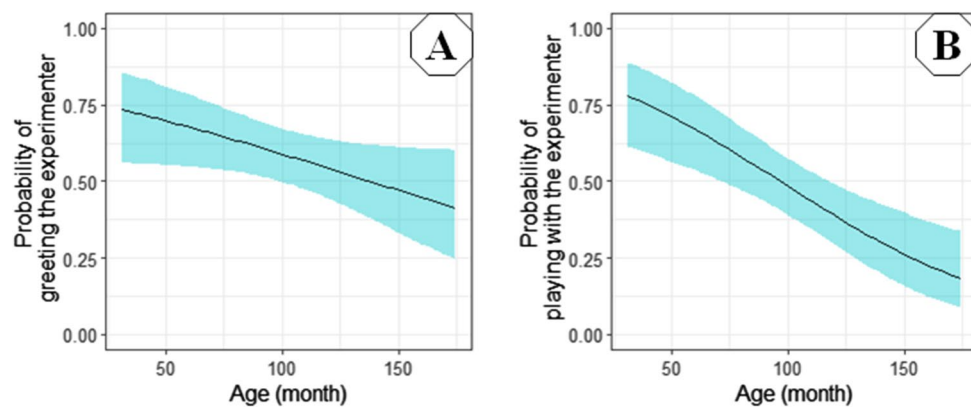 Probability of
greeting the experimenter
1.00
0.75
0.50
0.25
0.00
50
100
150
Age (month)
A
Probability of
playing with the experimenter
1.00
0.75
0.50
0.25
0.00
50
100
150
Age (month)
B